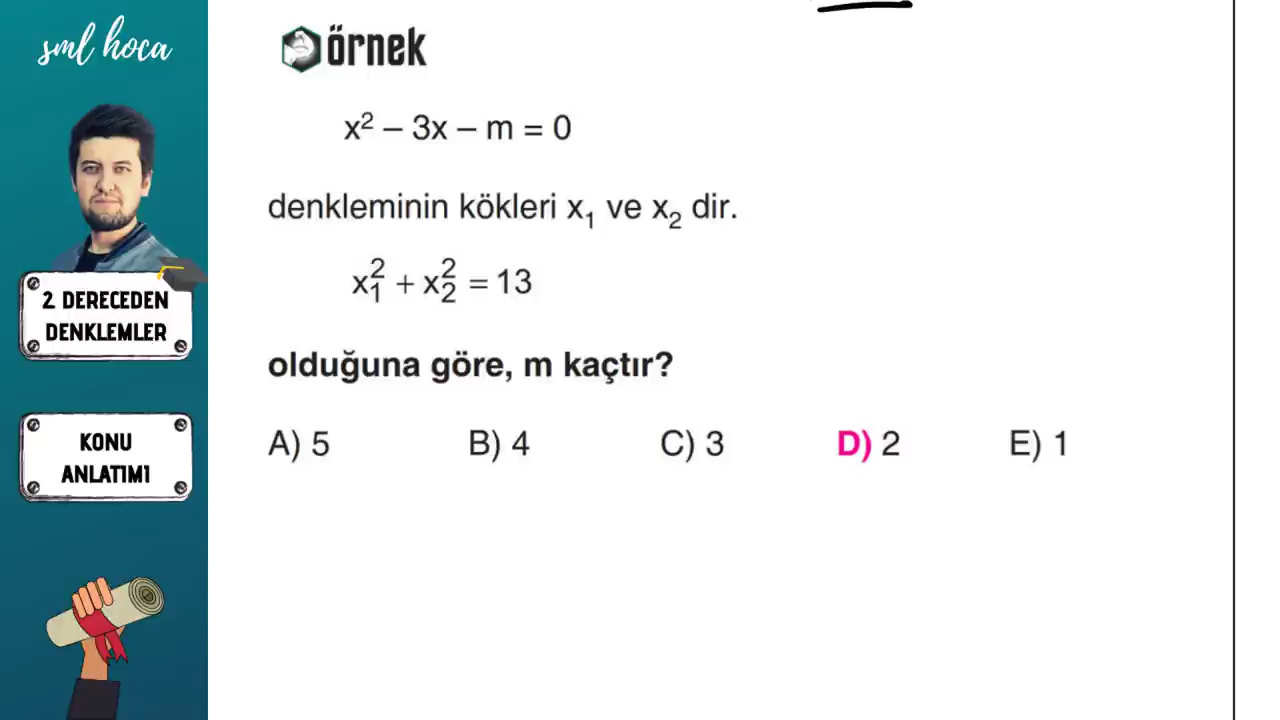 sml hoca
örnek
x² – 3x – m = 0
denkleminin kökleri x₁ ve x₂ dir.
x₁² + x₂² = 13
olduğuna göre, m kaçtır?
A) 5 B) 4 C) 3 D) 2 E) 1
2. DERECEDEN
DENKLEMLER
KONU
ANLATIMI